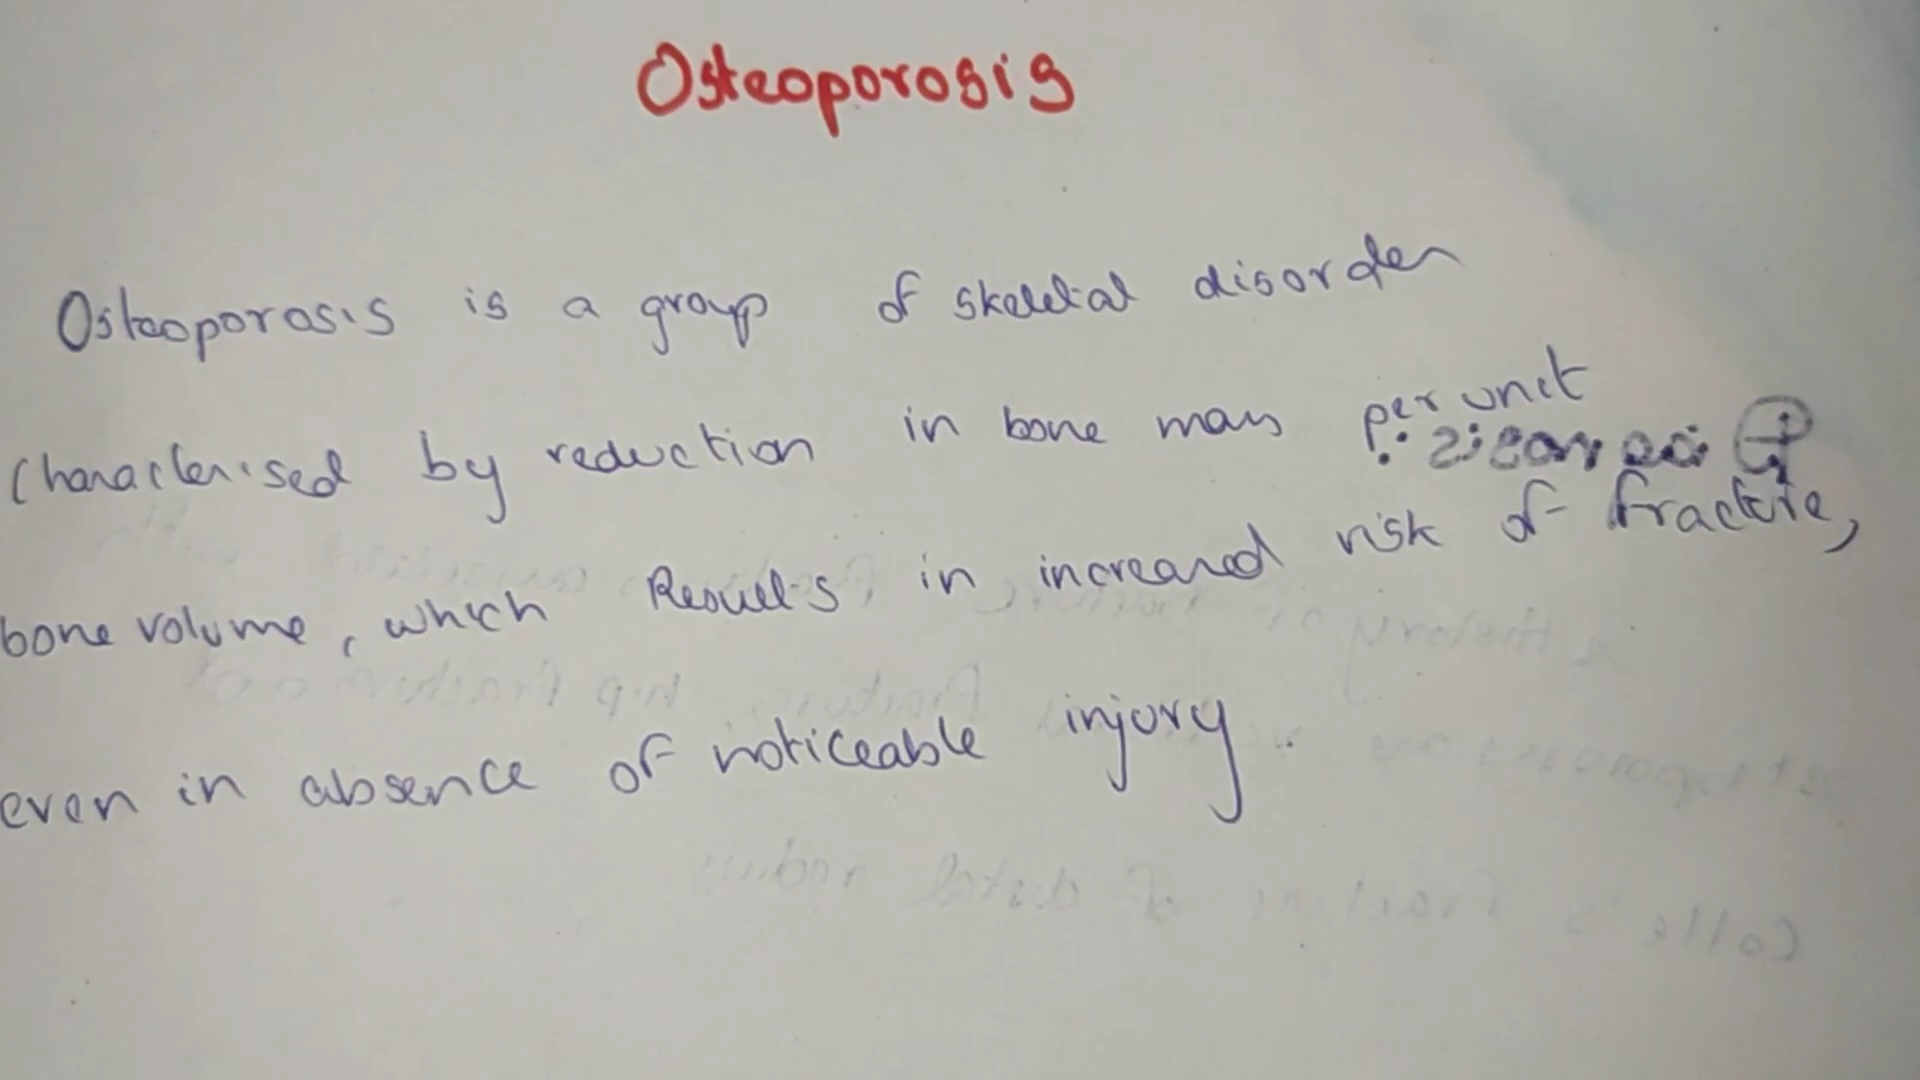 Osteoporosis
Osteoporosis is a group of skeletal disorder
Characterised by reduction in bone mass per unit
bone volume, which Results in increased risk of fracture,
even in absence of noticeable injury.